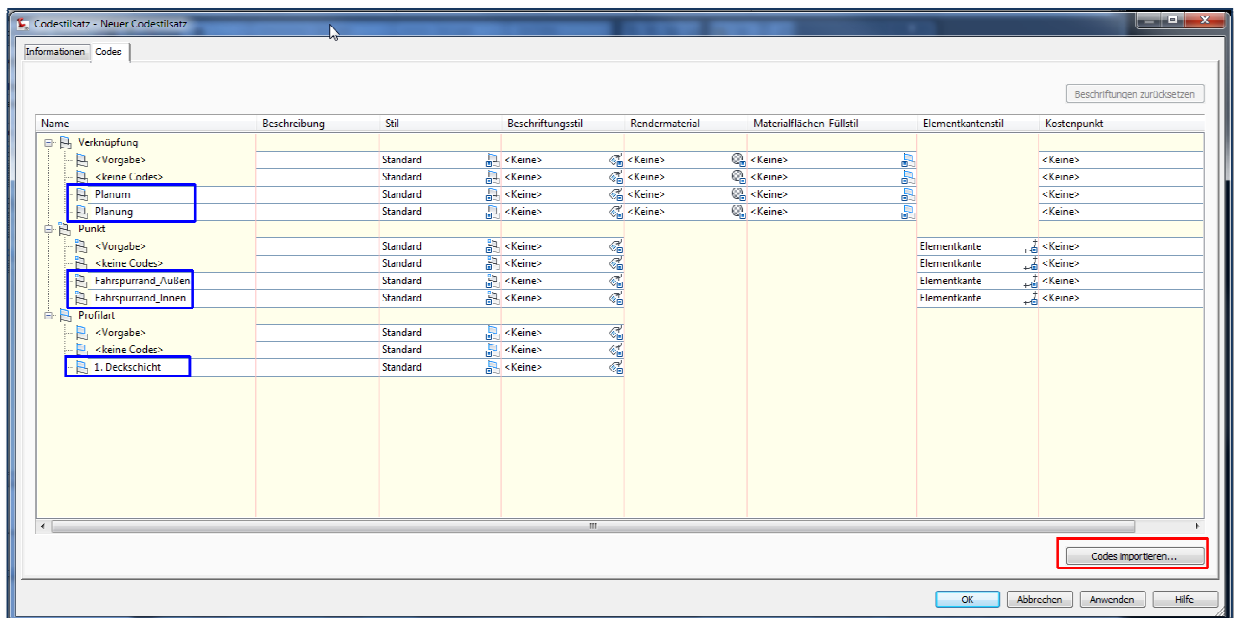 Codestilsatz - Neuer Codestilsatz
Informationen Codes
Beschriftungen zurücksetzen
Name Beschreibung Stil Beschriftungsstil Rendermaterial Materialflächen Füllstil Elementkantenstil Kostenpunkt
Verknüpfung
<Vorgabe> Standard <Keine> <Keine> <Keine> <Keine>
<keine Codes> Standard <Keine> <Keine> <Keine> <Keine>
Planum Standard <Keine> <Keine> <Keine> <Keine>
Planung Standard <Keine> <Keine> <Keine> <Keine>
Punkt
<Vorgabe> Standard <Keine> Elementkante <Keine>
<keine Codes> Standard <Keine> Elementkante <Keine>
Fahrspurrand_Außen Standard <Keine> Elementkante <Keine>
Fahrspurrand_Innen Standard <Keine> Elementkante <Keine>
Profilart
<Vorgabe> Standard <Keine>
<keine Codes> Standard <Keine>
1. Deckschicht Standard <Keine>
Codes importieren...
OK Abbrechen Anwenden Hilfe